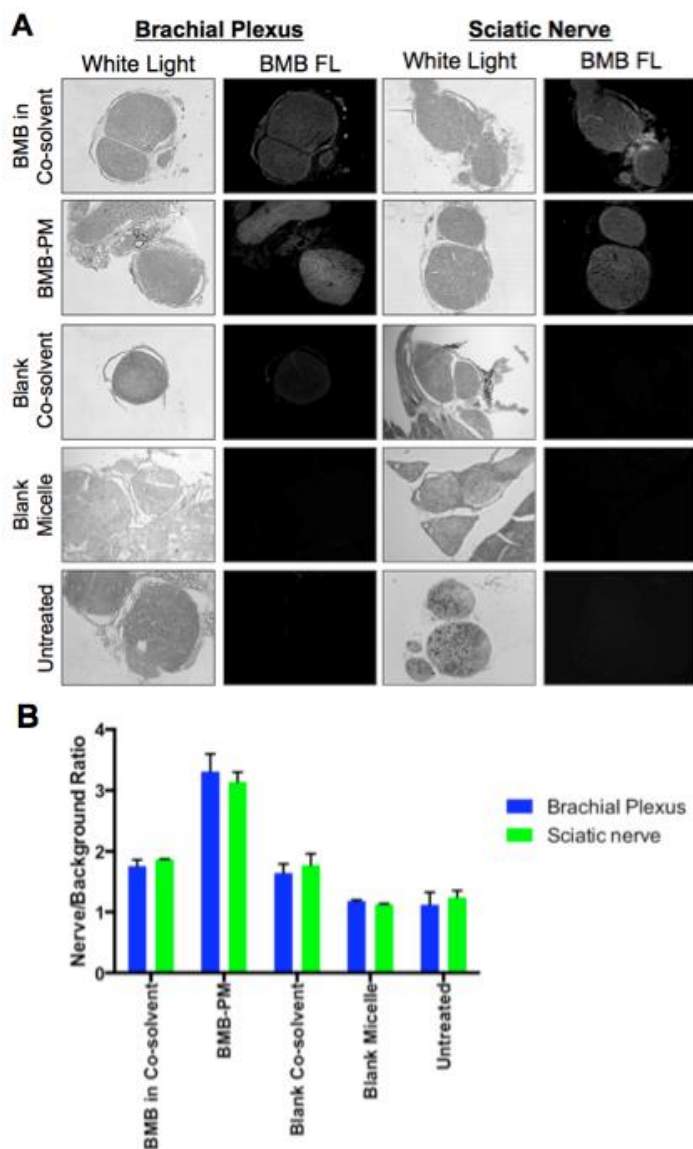 A
Brachial Plexus
Sciatic Nerve
White Light
BMB FL
White Light
BMB FL
BMB in
Co-solvent
BMB-PM
Blank
Co-solvent
Blank
Micelle
Untreated
B
Nerve/Background Ratio
4
3
2
1
0
BMB in Co-solvent
BMB-PM
Blank Co-solvent
Blank Micelle
Untreated
Brachial Plexus
Sciatic nerve